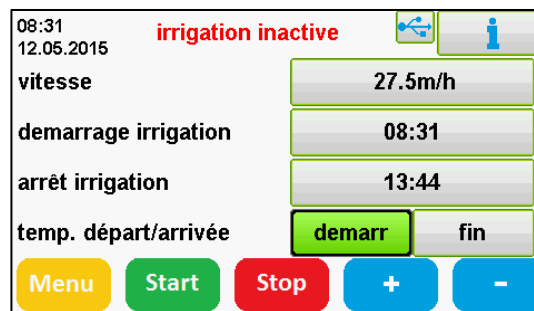 08:31
12.05.2015
irrigation inactive
i
vitesse 27.5m/h
demarrage irrigation 08:31
arrêt irrigation 13:44
temp. départ/arrivée demarr fin
Menu Start Stop + -